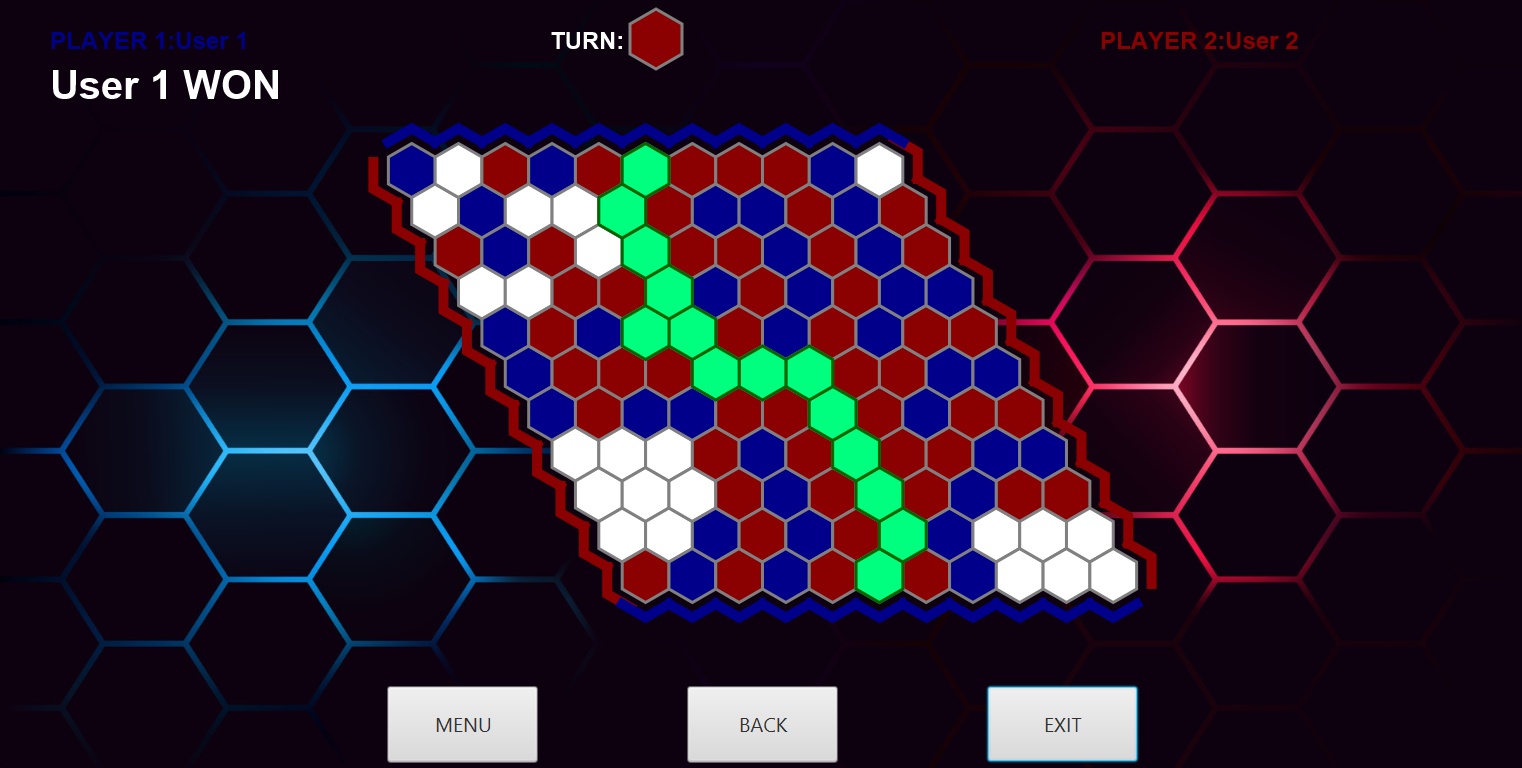 PLAYER 1:User 1
TURN:
PLAYER 2:User 2
User 1 WON
MENU
BACK
EXIT